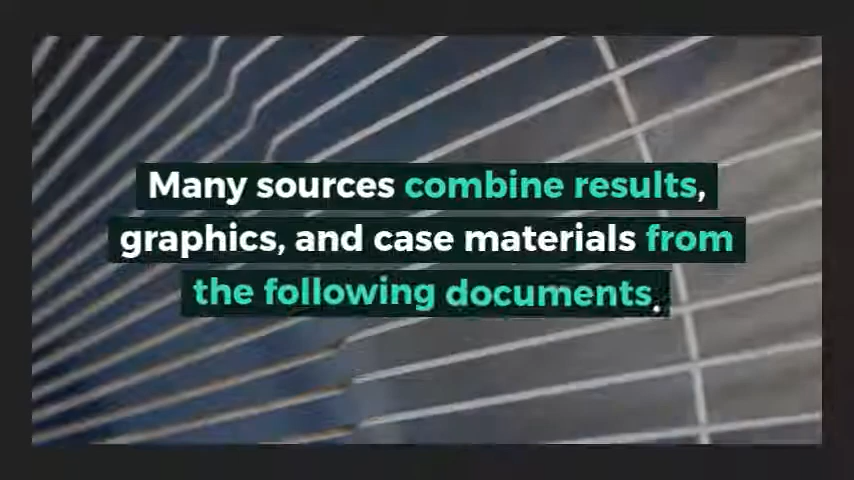 Many sources combine results,
graphics, and case materials from
the following documents.